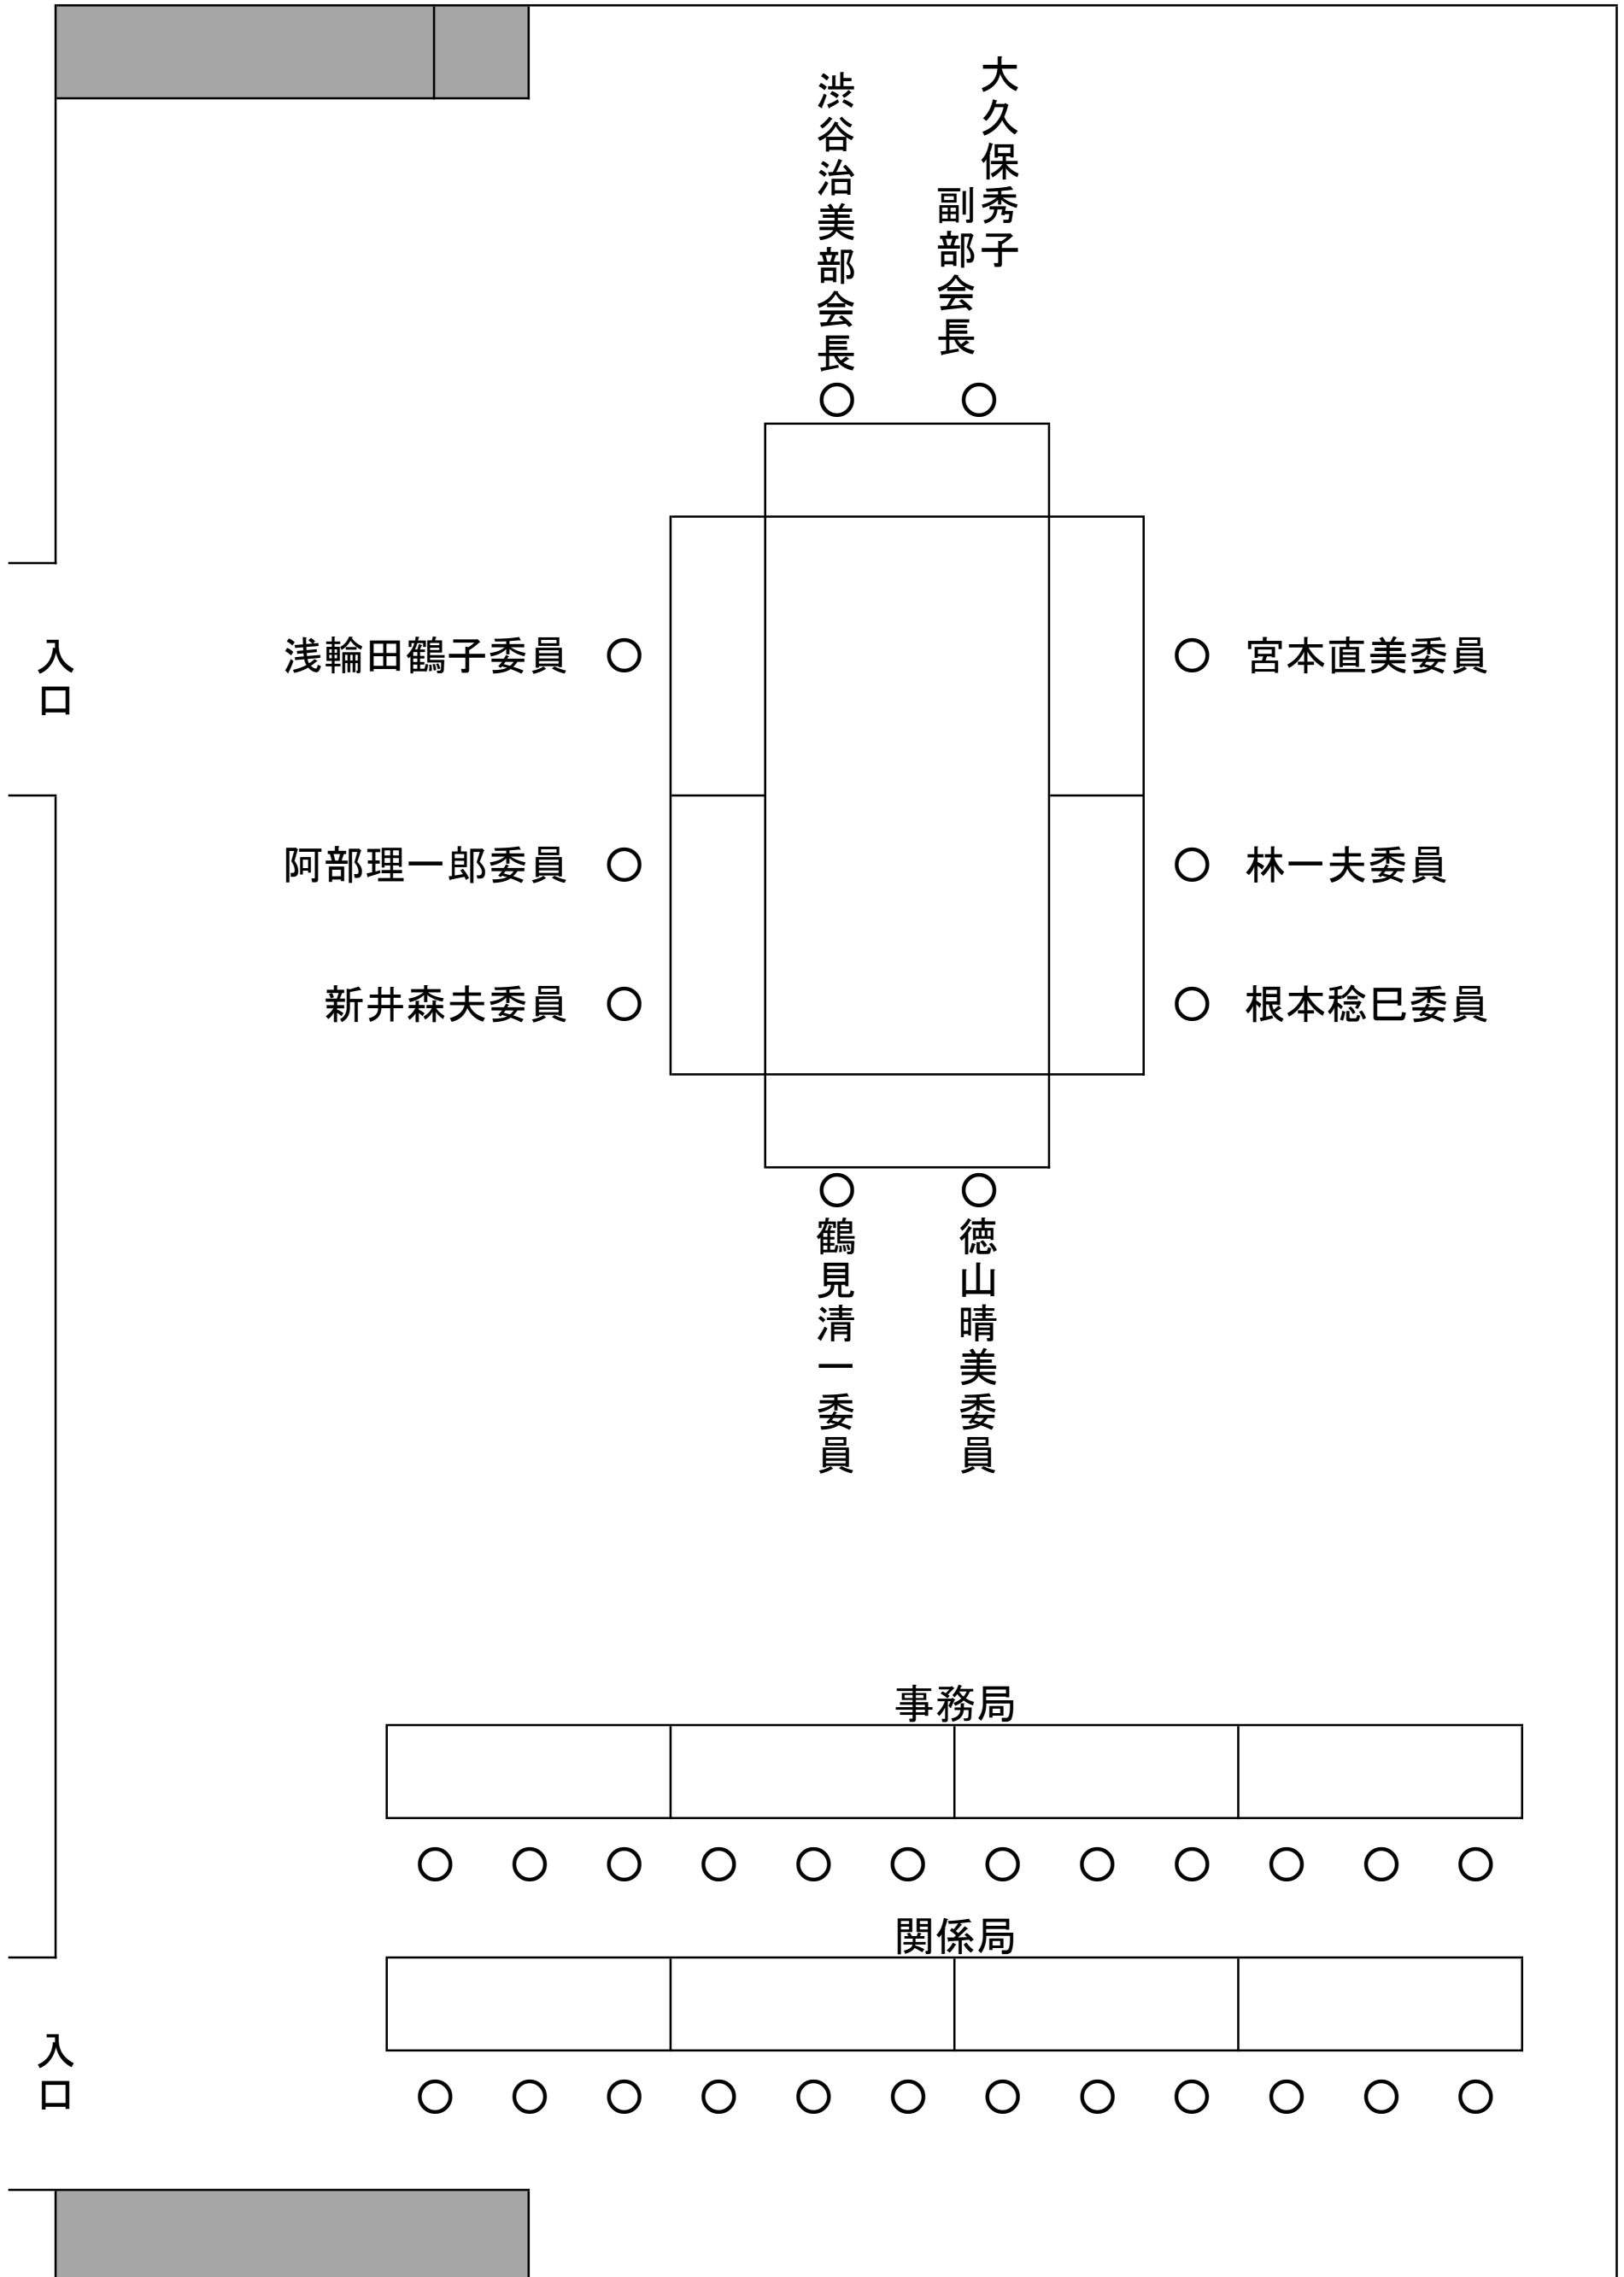 大久保秀子
副部会長
渋谷治美部会長
入口
浅輪田鶴子委員
宮本直美委員
阿部理一郎委員
林一夫委員
新井森夫委員
根本稔巳委員
徳山晴美委員
鶴見清一委員
事務局
関係局
入口